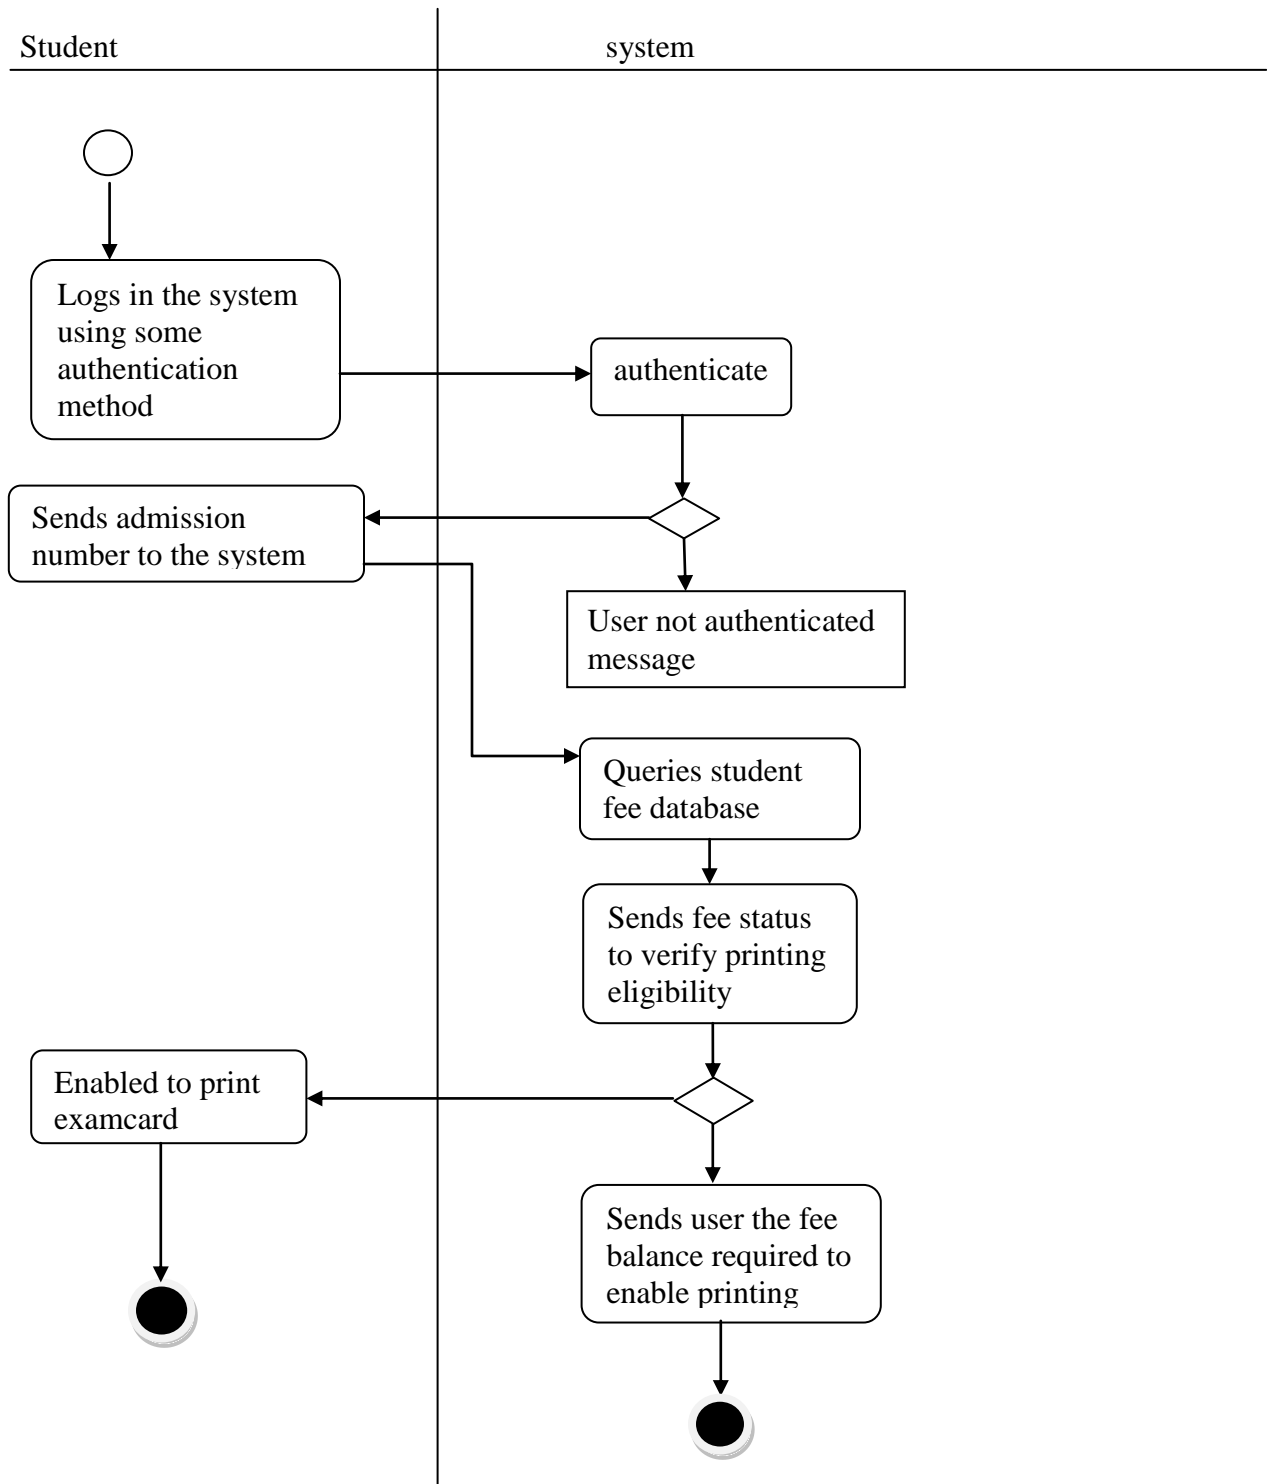 Student
system
Logs in the system
using some
authentication
method
authenticate
Sends admission
number to the system
User not authenticated
message
Queries student
fee database
Sends fee status
to verify printing
eligibility
Enabled to print
examcard
Sends user the fee
balance required to
enable printing